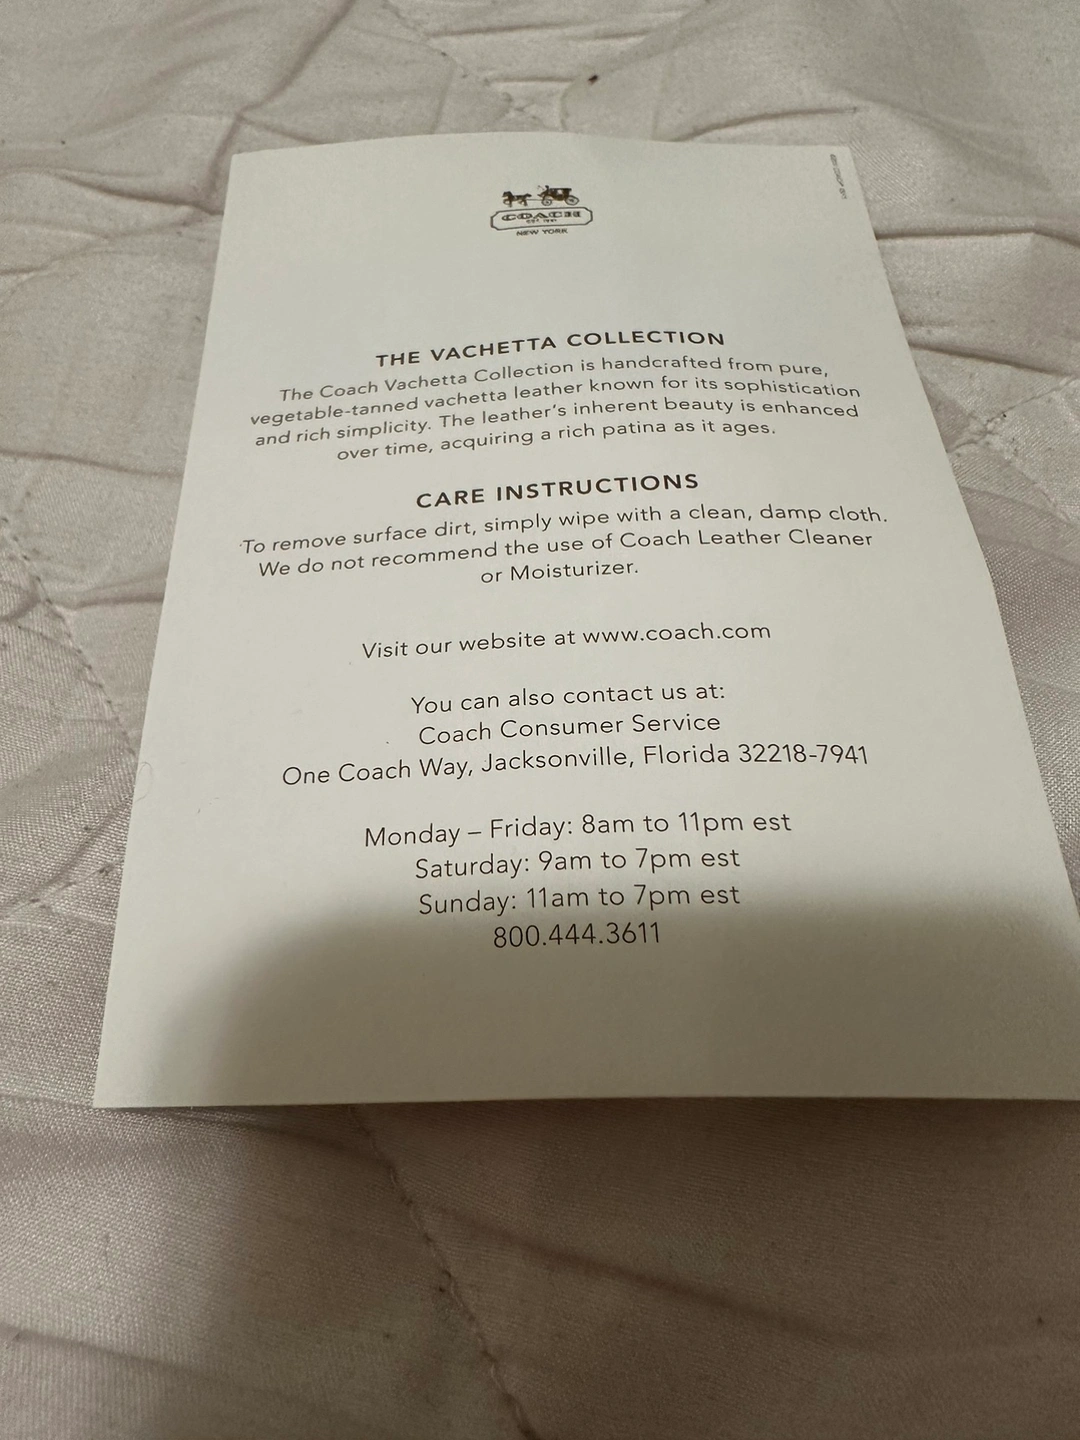 COACH
EST. 1941
NEW YORK
THE VACHETTA COLLECTION
The Coach Vachetta Collection is handcrafted from pure,
vegetable-tanned vachetta leather known for its sophistication
and rich simplicity. The leather's inherent beauty is enhanced
over time, acquiring a rich patina as it ages.
CARE INSTRUCTIONS
To remove surface dirt, simply wipe with a clean, damp cloth.
We do not recommend the use of Coach Leather Cleaner
or Moisturizer.
Visit our website at www.coach.com
You can also contact us at:
Coach Consumer Service
One Coach Way, Jacksonville, Florida 32218-7941
Monday – Friday: 8am to 11pm est
Saturday: 9am to 7pm est
Sunday: 11am to 7pm est
800.444.3611